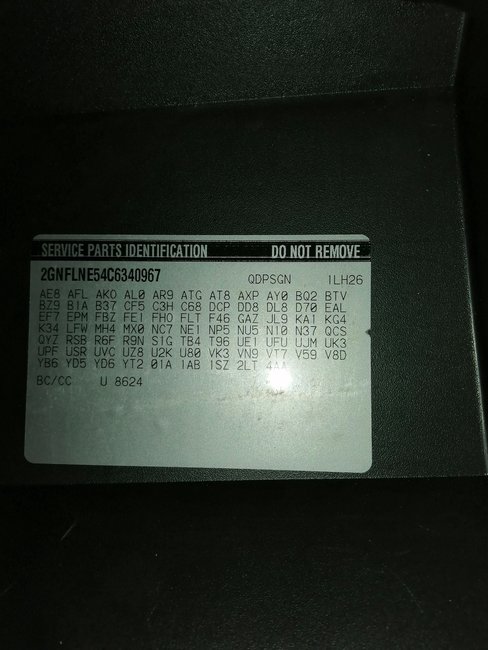 SERVICE PARTS IDENTIFICATION DO NOT REMOVE
2GNFLNE54C6340967 QDPSGN 1LH26
AE8 AFL AKO AL0 AR9 ATG AT8 AXP AY0 BQ2 BTV
BZ9 B1A B37 CF5 C3H C68 DCP DD8 DL8 D70 EAL
EF7 EPM FBZ FE1 FHO FLT F46 GAZ JL9 KA1 KG4
K34 LFW MH4 MX0 NC7 NE1 NP5 NU5 N10 N37 QCS
QYZ RSB R6F R9N SIG TB4 T96 UE1 UFU UJM UK3
UPF USR UVC UZ8 U2K U80 VK3 VN9 VT7 V59 V8D
YB6 YD5 YD6 YT2 01A 1AB 1SZ 2LT 4AA
BC/CC U 8624